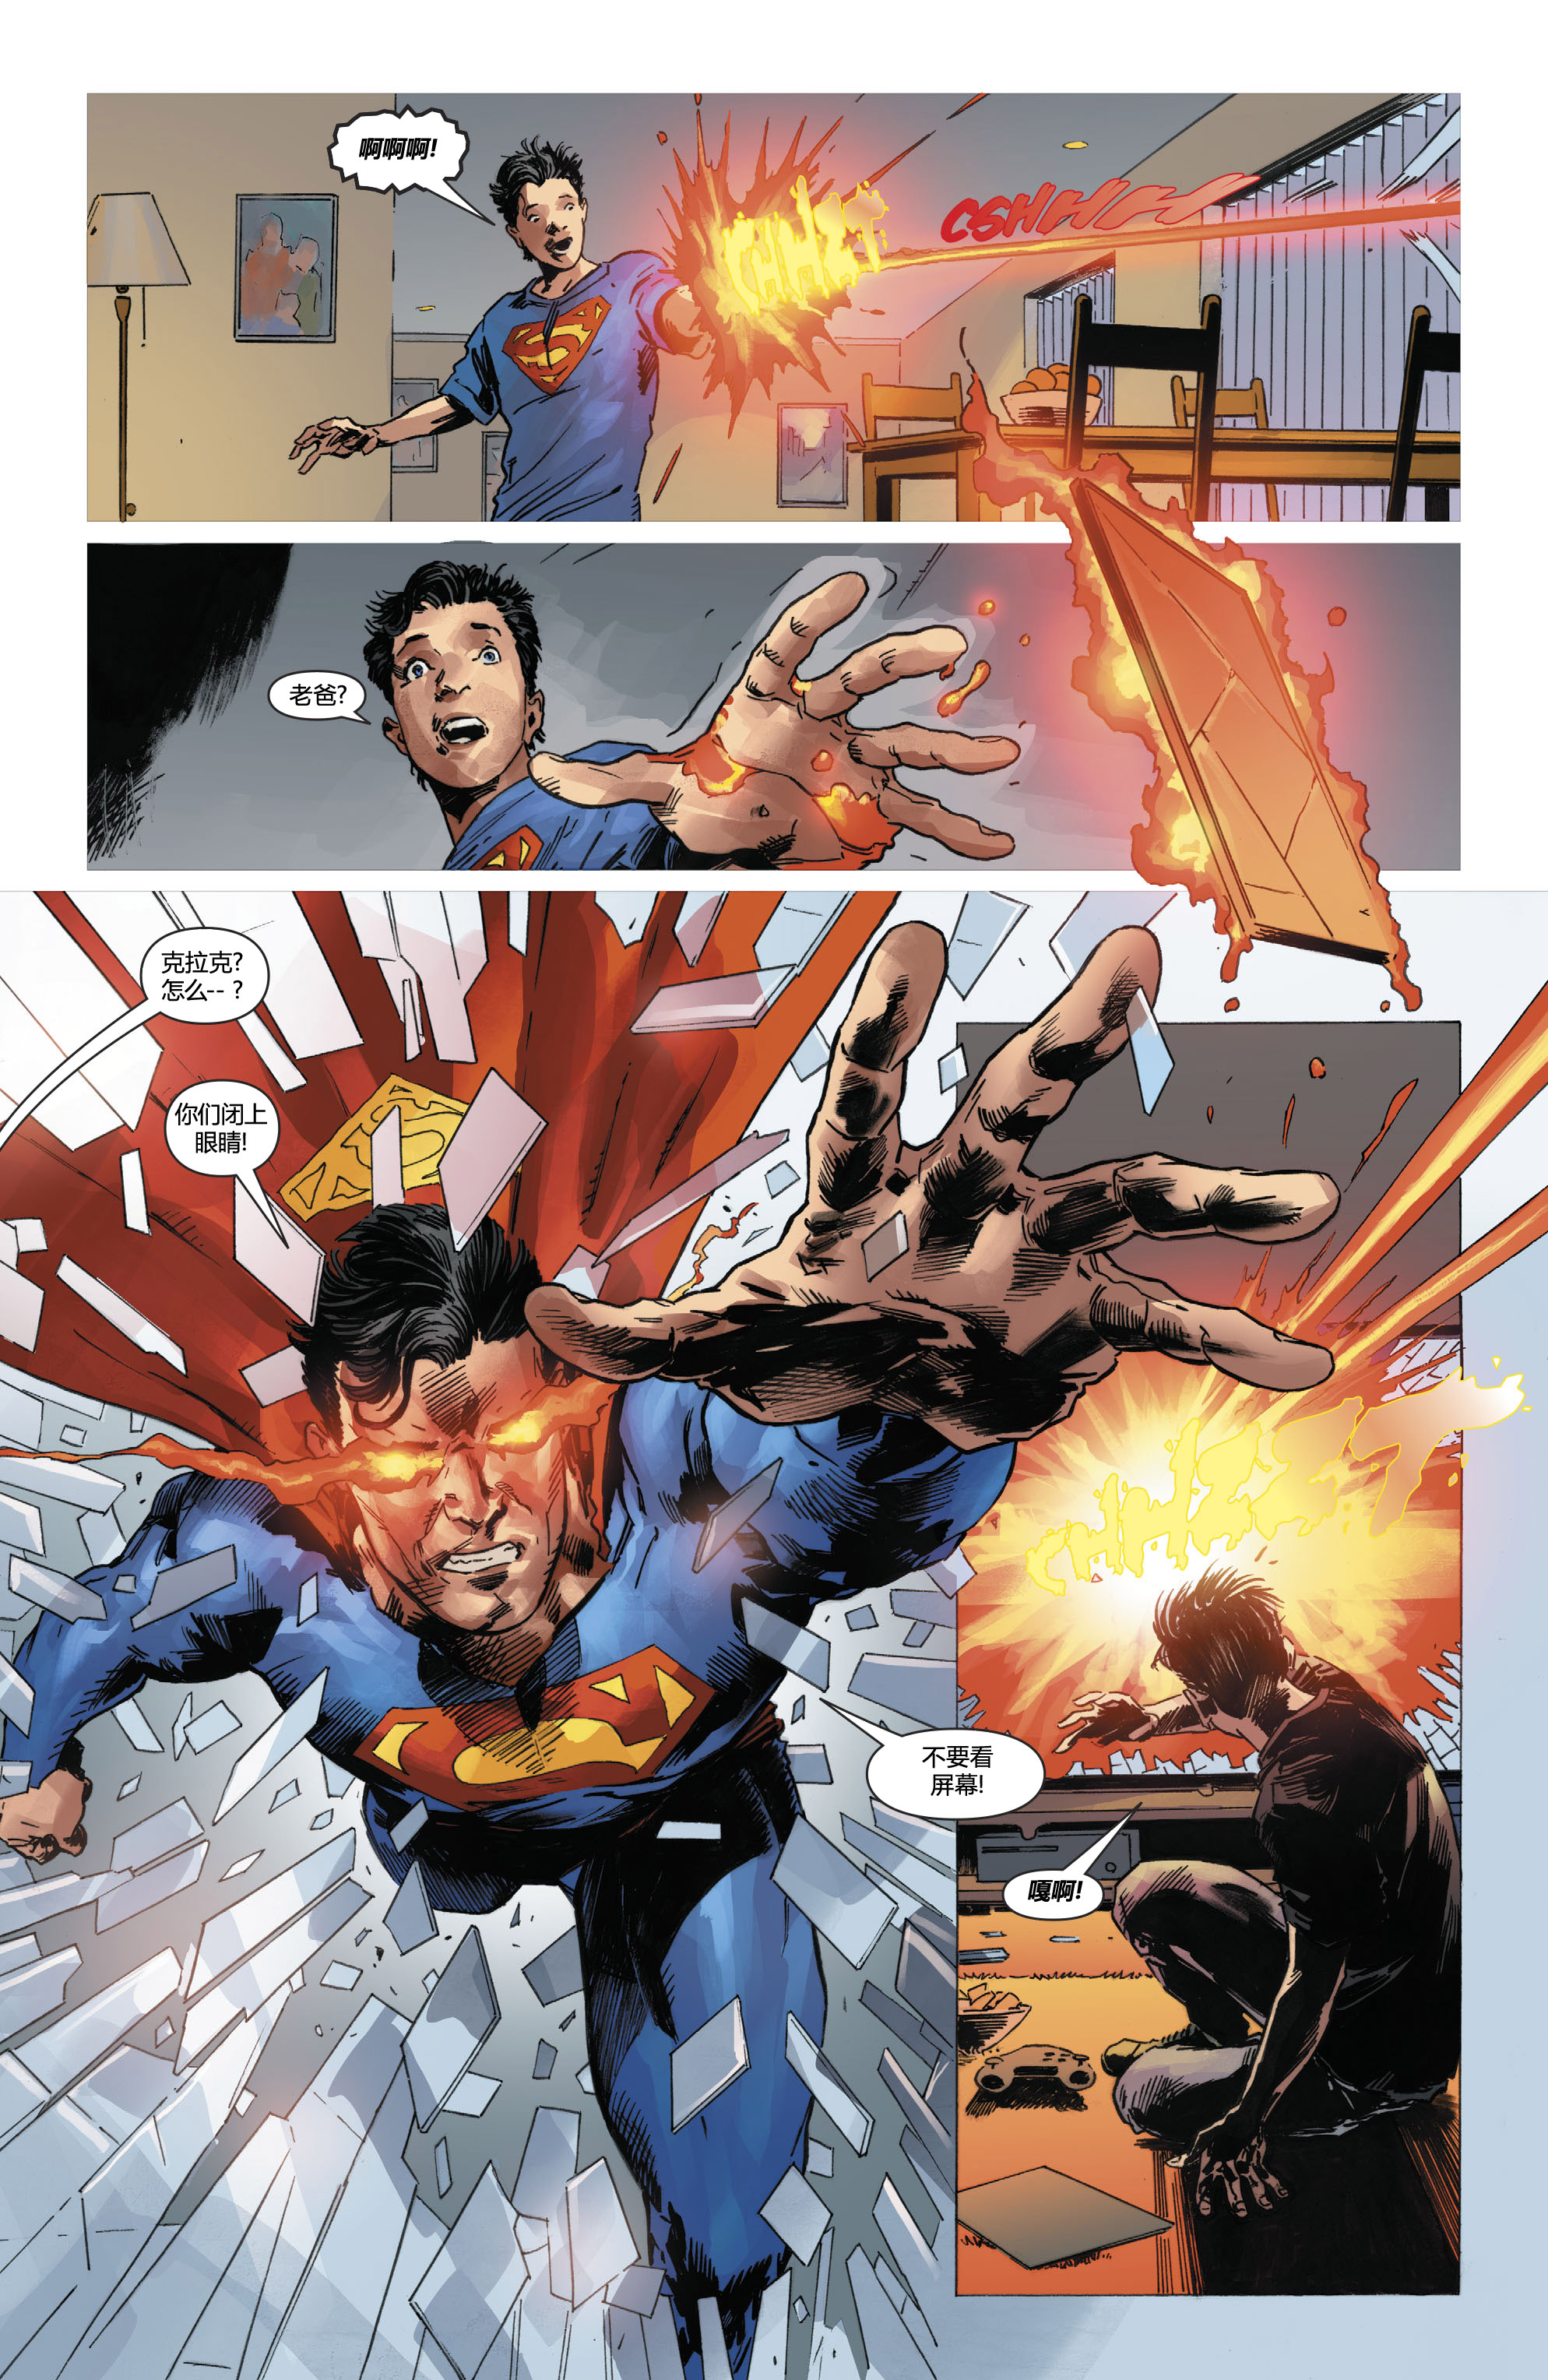 啊啊啊!
CHHZT
CSHHHH
老爸?
克拉克?
怎么-- ?
你们闭上
眼睛!
不要看
屏幕!
CHHZZT
嘎啊!